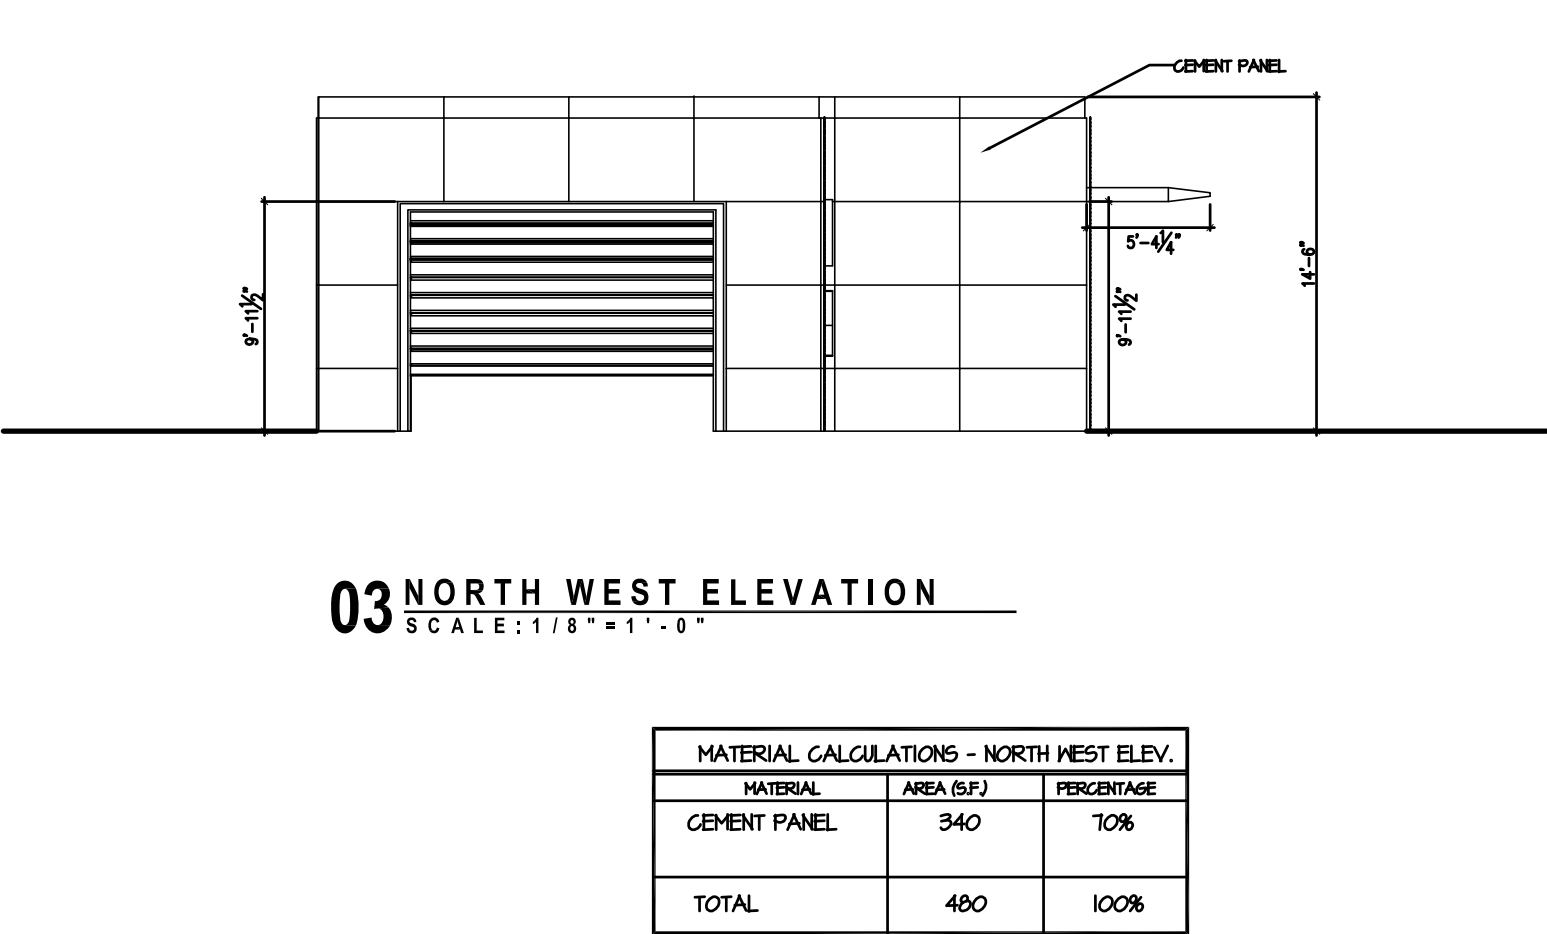 CEMENT PANEL
5'-4¼"
14'-6"
9'-11½"
9'-11½"
03 NORTH WEST ELEVATION
SCALE:1/8"=1'-0"
MATERIAL CALCULATIONS - NORTH WEST ELEV.
MATERIAL AREA (S.F.) PERCENTAGE
CEMENT PANEL 340 70%
TOTAL 480 100%